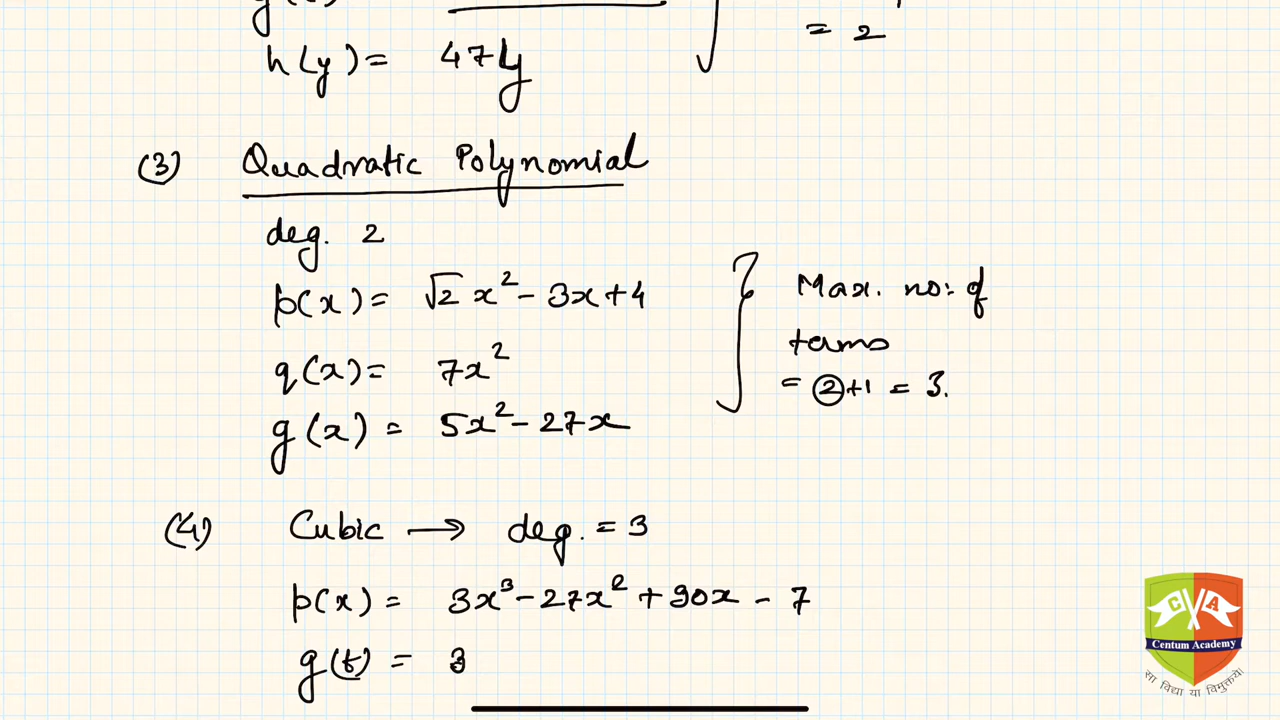 = 2
h(y) = 47y
(3) Quadratic Polynomial
deg. 2
p(x) = √2 x² - 3x + 4
q(x) = 7x²
g(x) = 5x² - 27x
Max. no: of
terms
= 2+1 = 3.
(4) Cubic → deg. = 3
p(x) = 3x³ - 27x² + 90x - 7
g(t) = 3
C A
Centum Academy
सा विद्या या विमुक्तये।